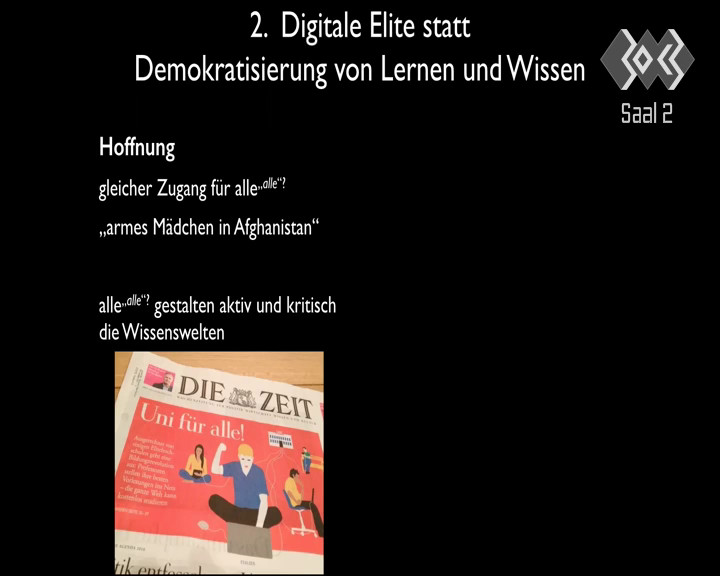 2. Digitale Elite statt
Demokratisierung von Lernen und Wissen
Saal 2
Hoffnung
gleicher Zugang für alle„alle“?
„armes Mädchen in Afghanistan“
alle„alle“? gestalten aktiv und kritisch
die Wissenswelten
DIE ZEIT
Uni für alle!